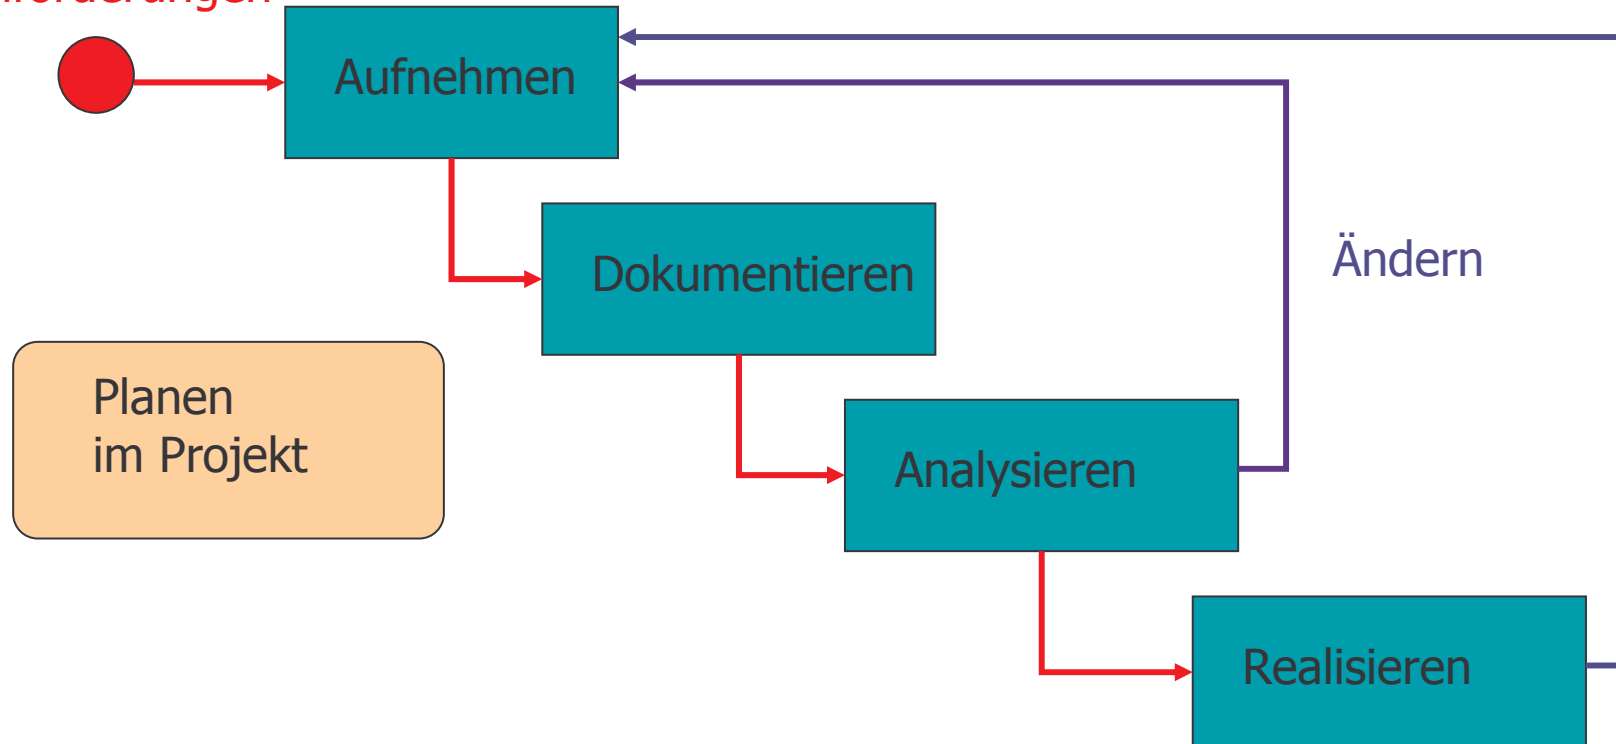 Aufnehmen
Dokumentieren
Ändern
Planen
im Projekt
Analysieren
Realisieren